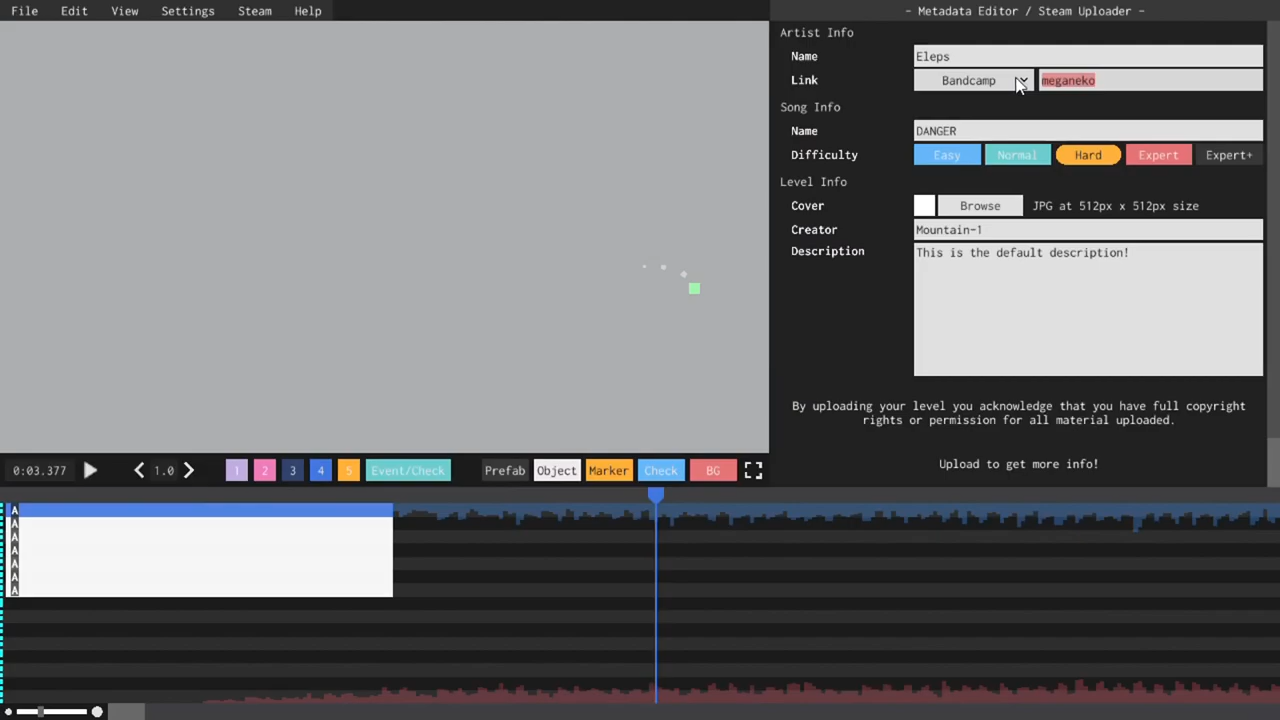 File Edit View Settings Steam Help
- Metadata Editor / Steam Uploader -
Artist Info
Name Eleps
Link Bandcamp meganeko
Song Info
Name DANGER
Difficulty Easy Normal Hard Expert Expert+
Level Info
Cover Browse JPG at 512px x 512px size
Creator Mountain-1
Description This is the default description!
By uploading your level you acknowledge that you have full copyright
rights or permission for all material uploaded.
Upload to get more info!
0:03.377 1.0 1 2 3 4 5 Event/Check Prefab Object Marker Check BG
A
A
A
A
A
A
A